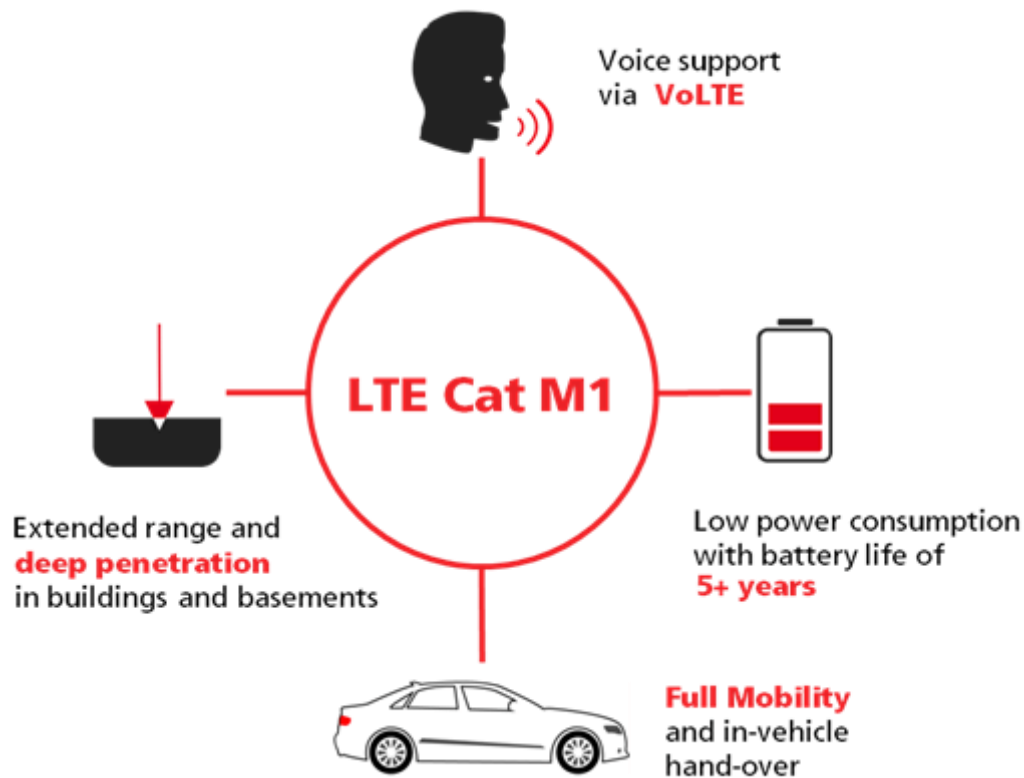 Voice support
via VoLTE
LTE Cat M1
Extended range and
deep penetration
in buildings and basements
Low power consumption
with battery life of
5+ years
Full Mobility
and in-vehicle
hand-over